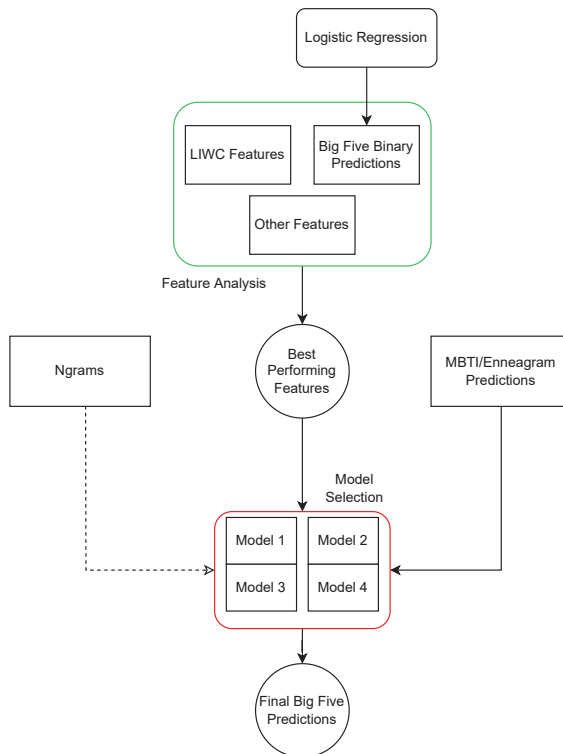 Logistic Regression
LIWC Features
Big Five Binary
Predictions
Other Features
Feature Analysis
Ngrams
Best
Performing
Features
MBTI/Enneagram
Predictions
Model
Selection
Model 1
Model 2
Model 3
Model 4
Final Big Five
Predictions